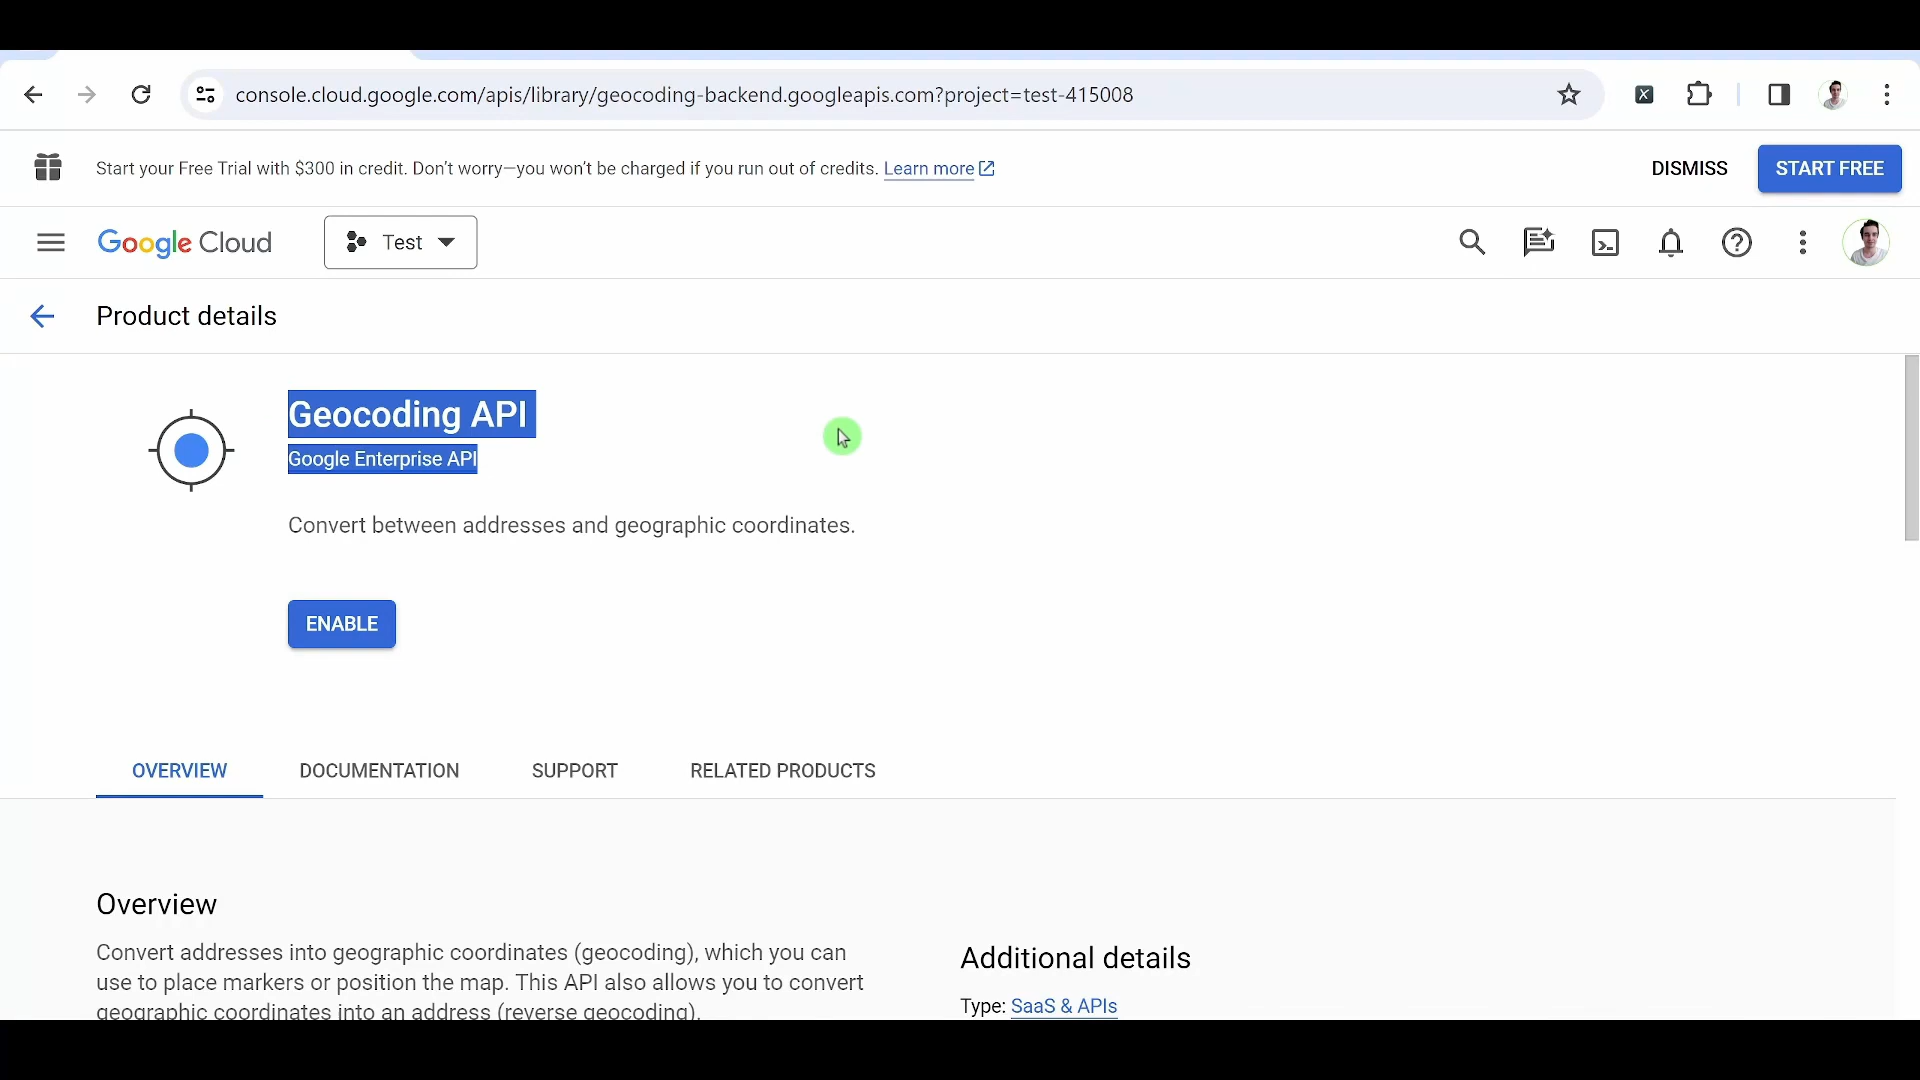 console.cloud.google.com/apis/library/geocoding-backend.googleapis.com?project=test-415008
Start your Free Trial with $300 in credit. Don't worry—you won't be charged if you run out of credits. Learn more
DISMISS
START FREE
Google Cloud
Test
Product details
Geocoding API
Google Enterprise API
Convert between addresses and geographic coordinates.
ENABLE
OVERVIEW
DOCUMENTATION
SUPPORT
RELATED PRODUCTS
Overview
Convert addresses into geographic coordinates (geocoding), which you can
use to place markers or position the map. This API also allows you to convert
geographic coordinates into an address (reverse geocoding).
Additional details
Type: SaaS & APIs